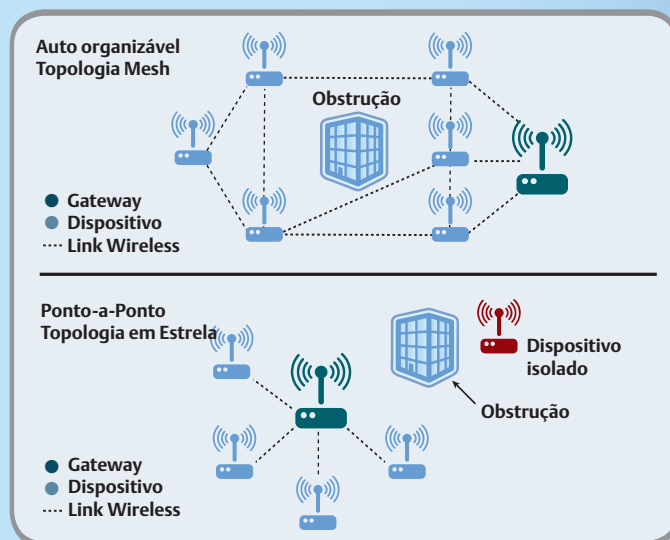 Auto organizável
Topologia Mesh
Obstrução
Gateway
Dispositivo
Link Wireless
Ponto-a-Ponto
Topologia em Estrela
Dispositivo
isolado
Obstrução
Gateway
Dispositivo
Link Wireless